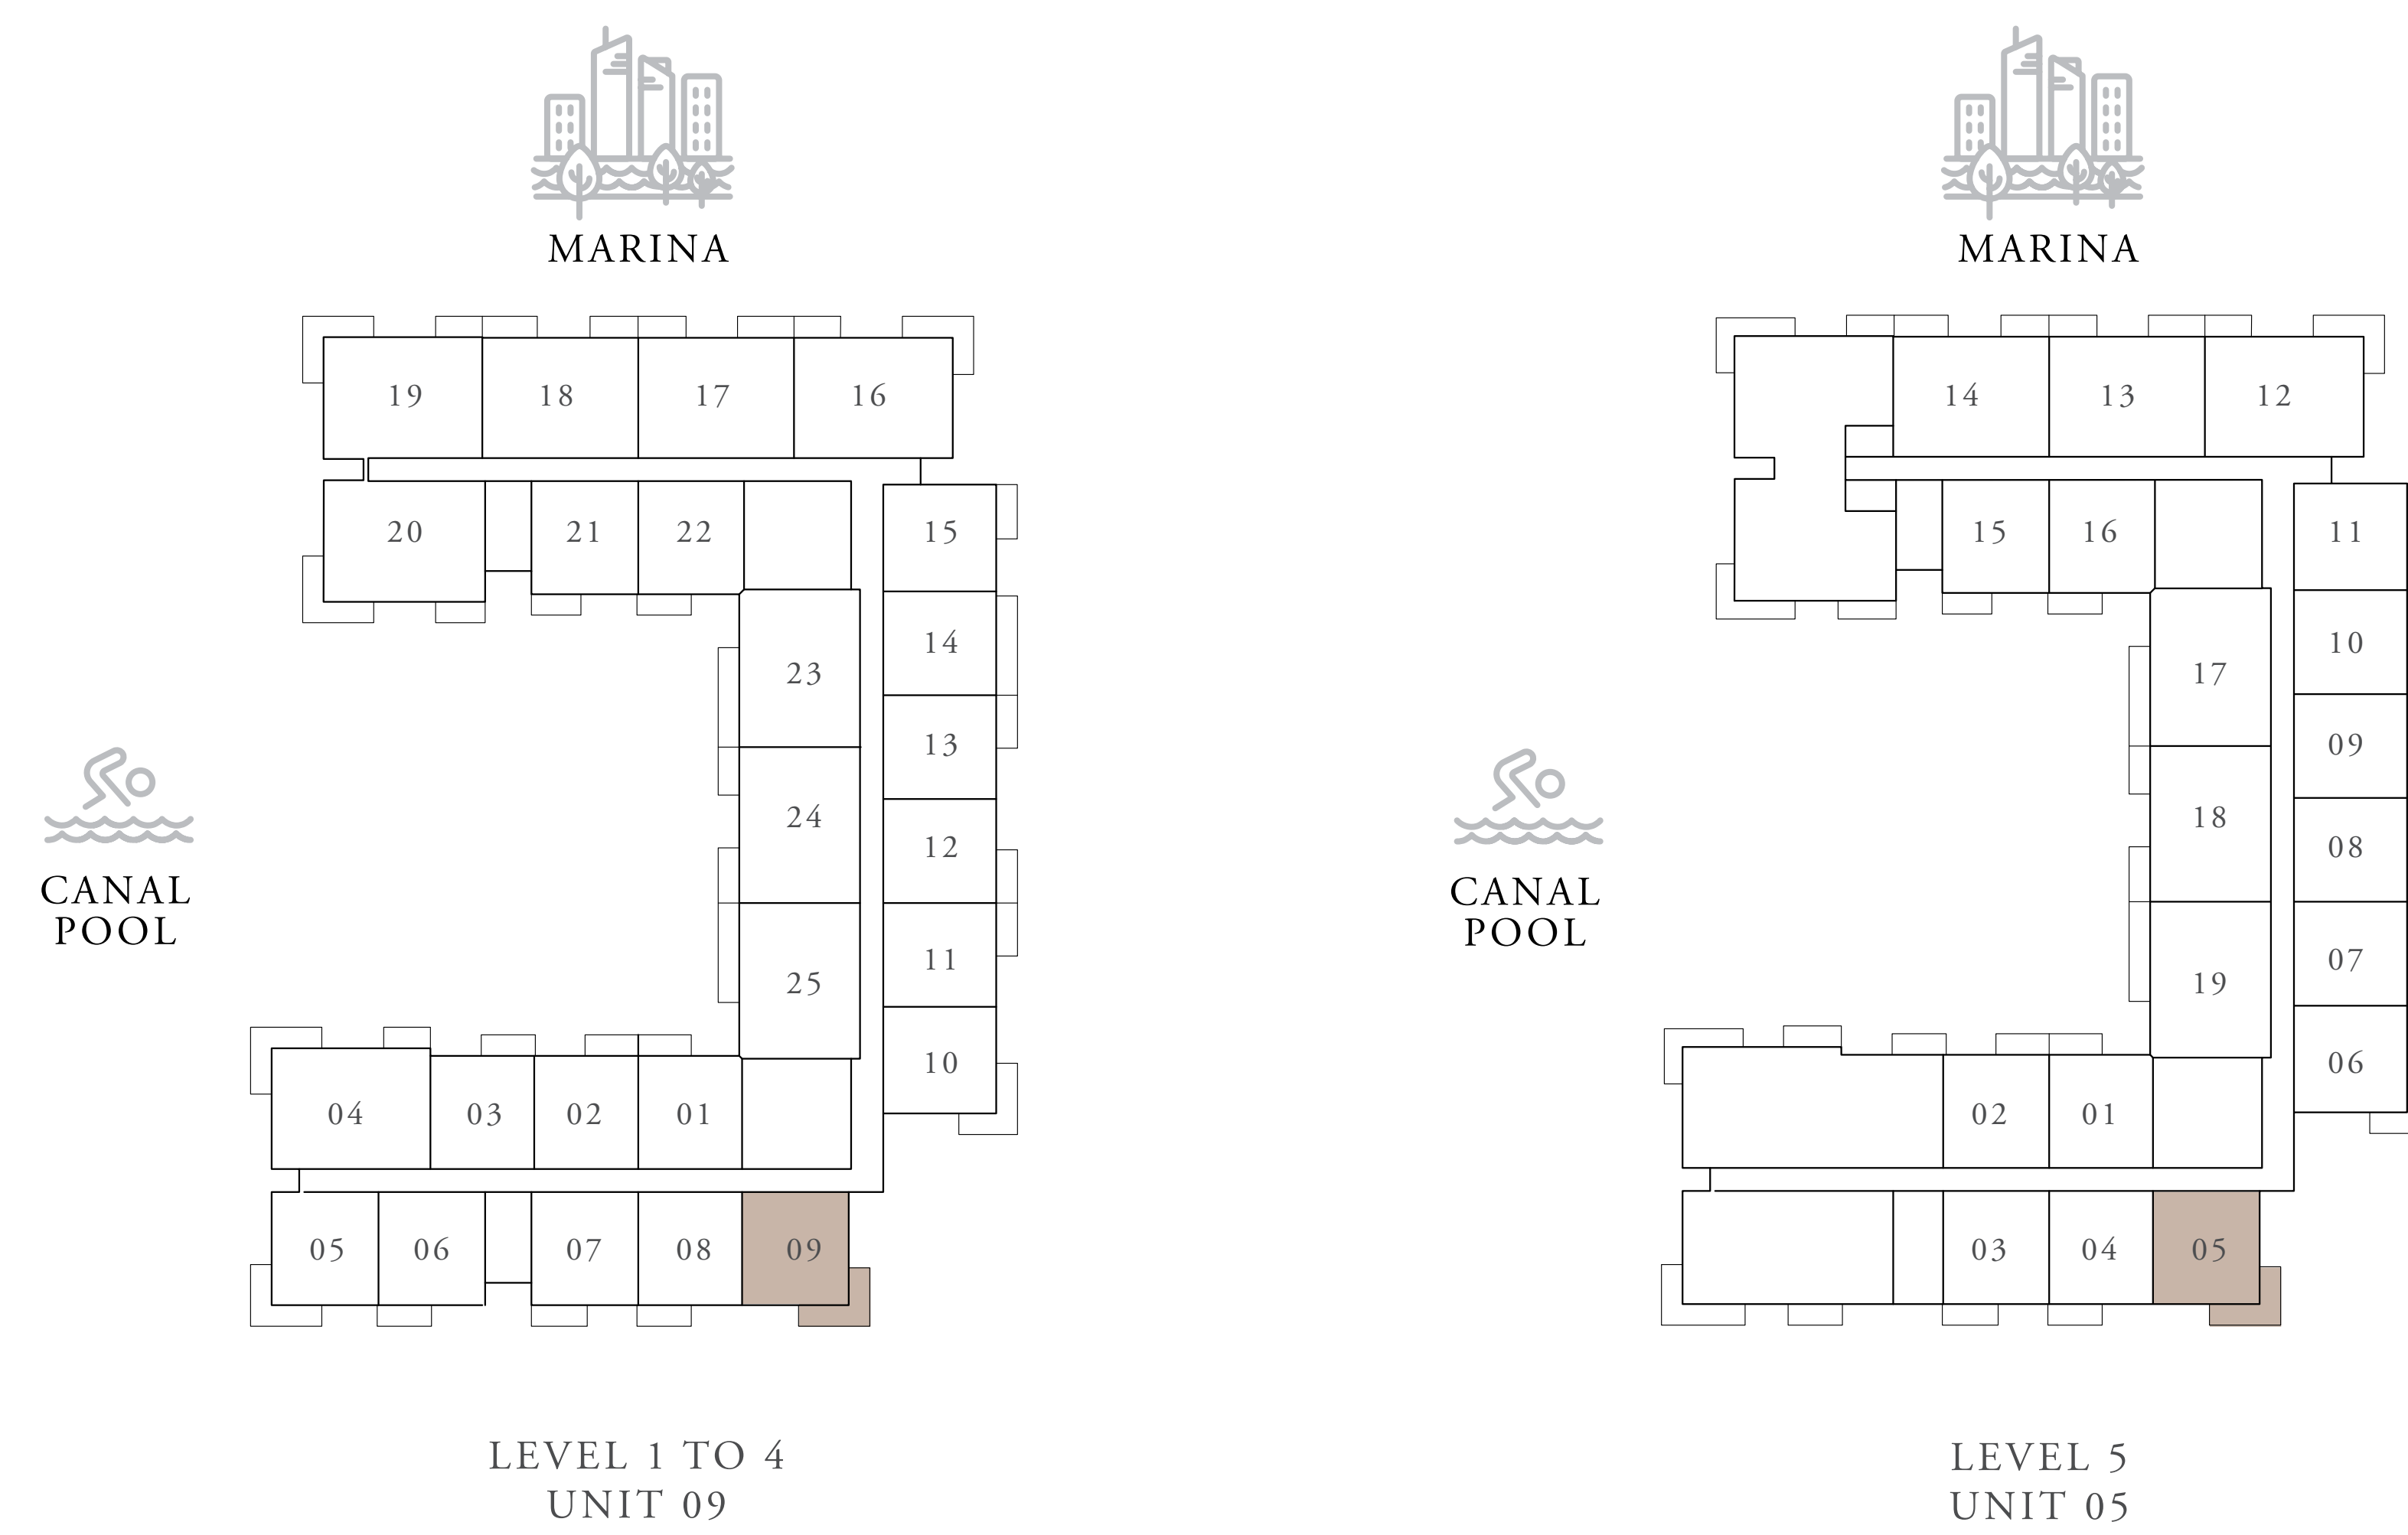 MARINA
19 18 17 16
20 21 22 15
14
23
13
24 12
CANAL
POOL
11
25
10
04 03 02 01
05 06 07 08 09
LEVEL 1 TO 4
UNIT 09
MARINA
14 13 12
15 16 11
10
17
09
18 08
CANAL
POOL
07
19
06
02 01
03 04 05
LEVEL 5
UNIT 05